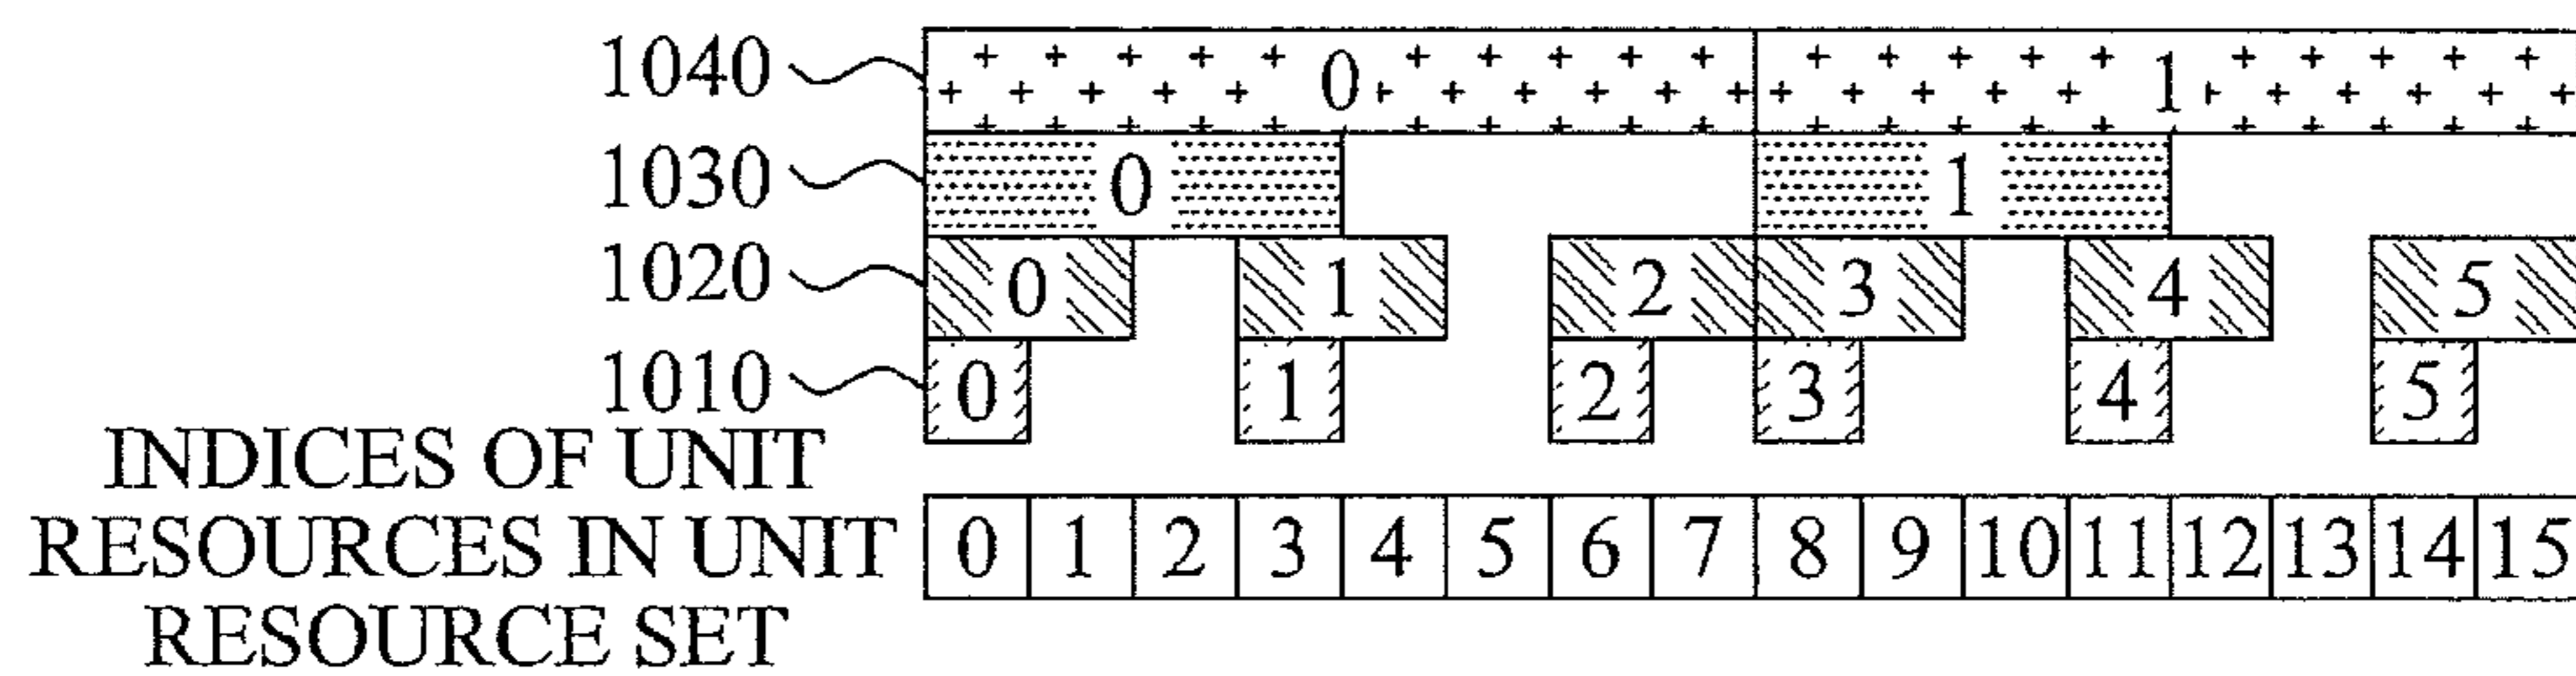 1040 0 1
1030 0 1
1020 0 1 2 3 4 5
1010 0 1 2 3 4 5
INDICES OF UNIT
RESOURCES IN UNIT 0 1 2 3 4 5 6 7 8 9 10 11 12 13 14 15
RESOURCE SET